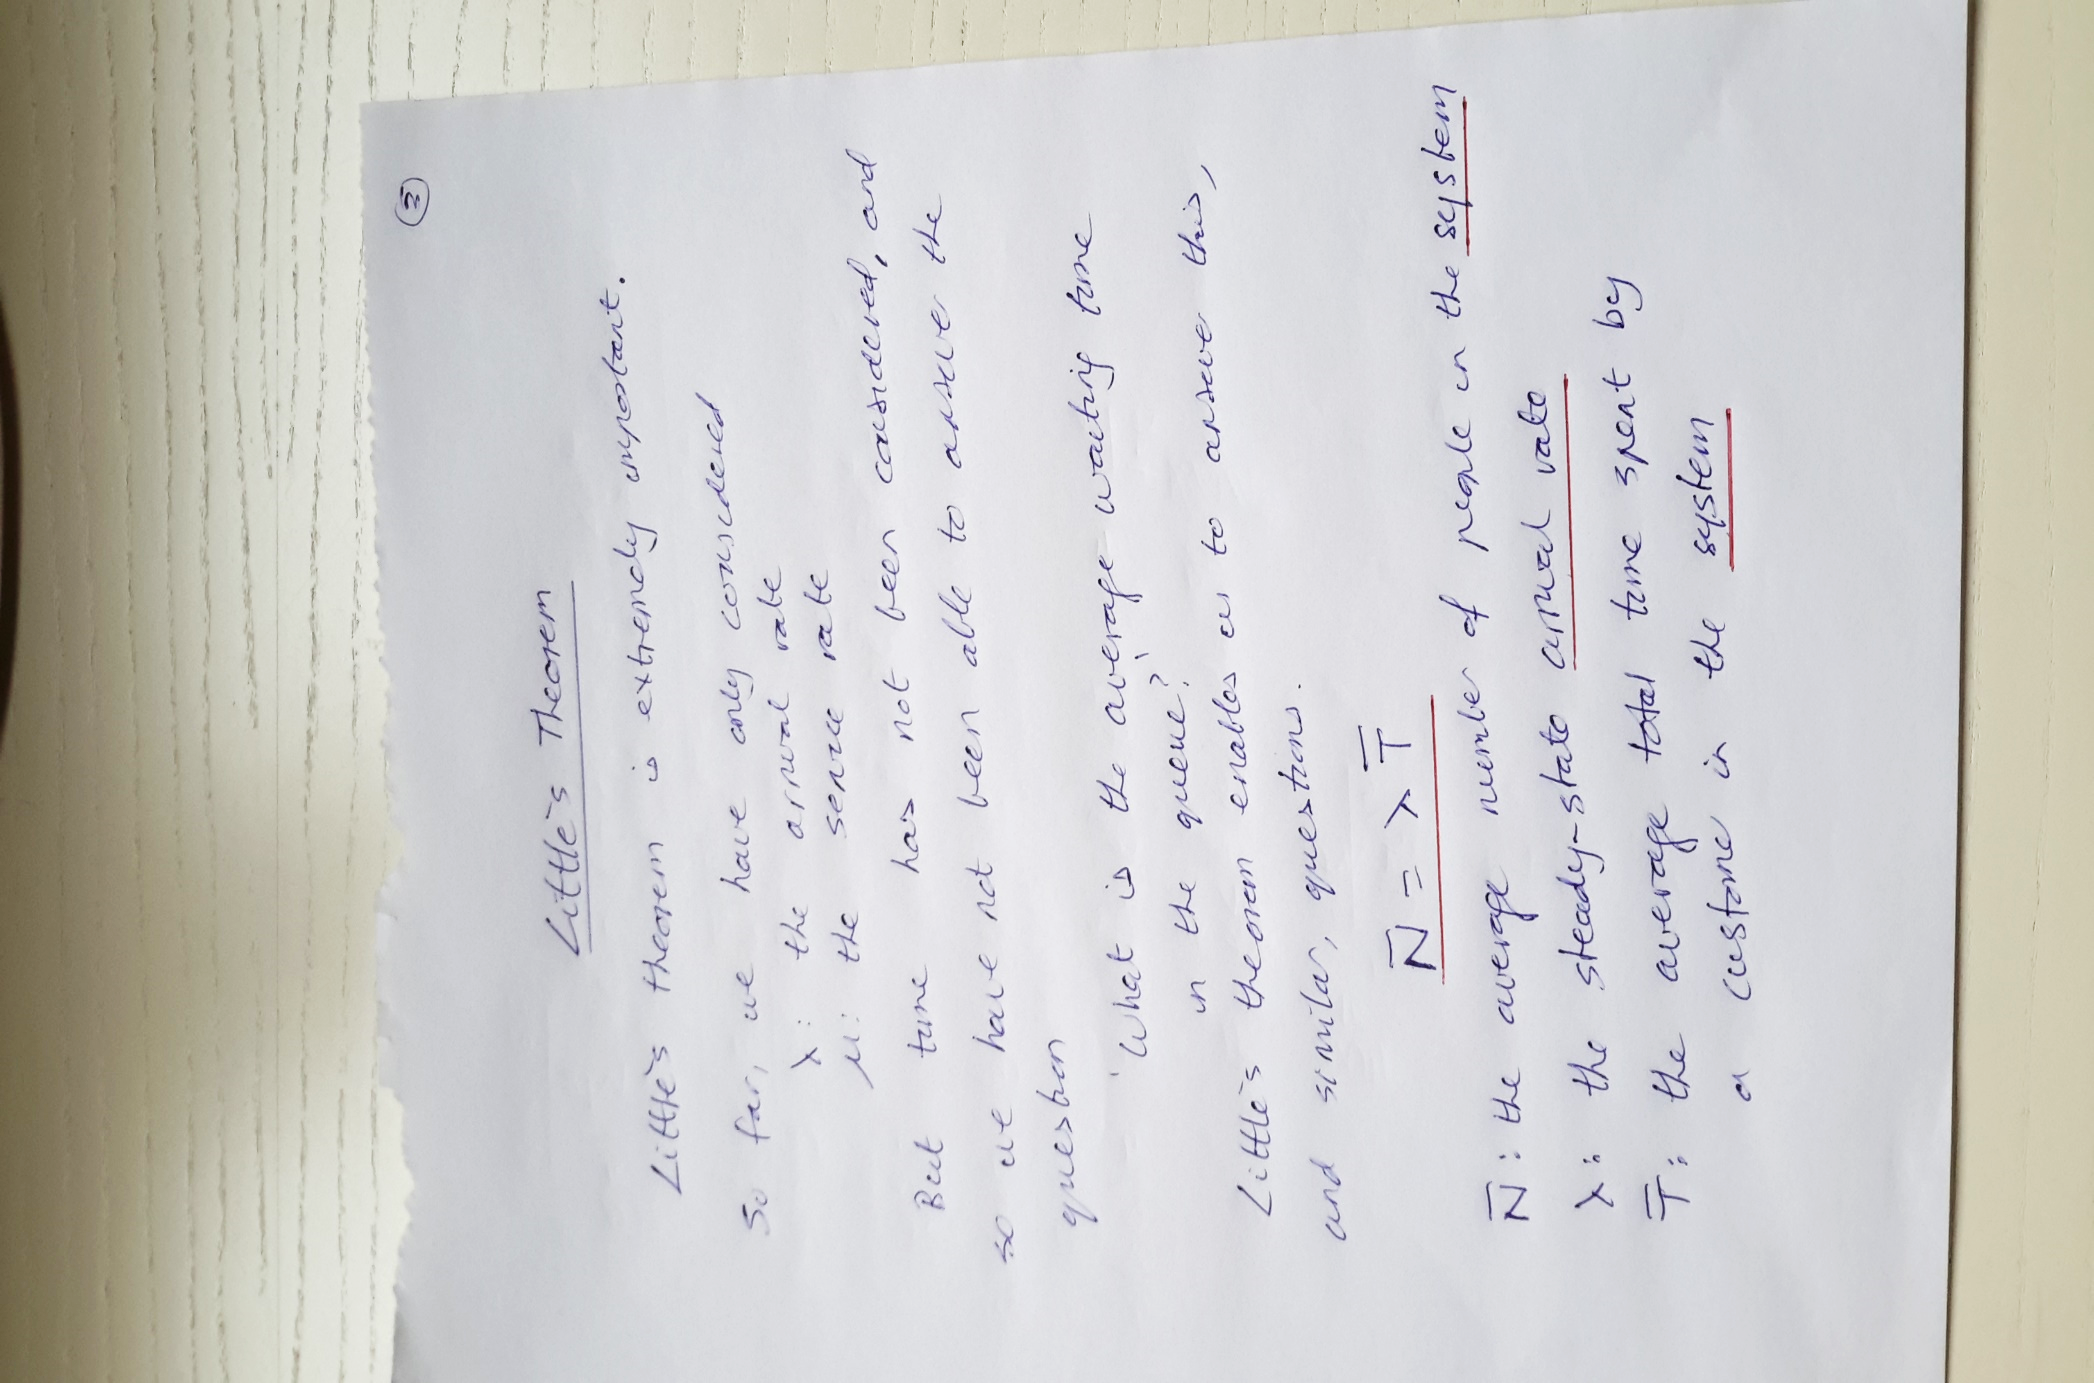 ③
Little's Theorem
Little's theorem is extremely important.
So far, we have only considered
λ: the arrival rate
μ: the service rate
But time has not been considered, and
so we have not been able to answer the
question
'What is the average waiting time
in the queue?'
Little's theorem enables us to answer this,
and similar, questions.
N̅ = λT̅
N̅: the average number of people in the system
λ: the steady-state arrival rate
T̅: the average total time spent by
a customer in the system